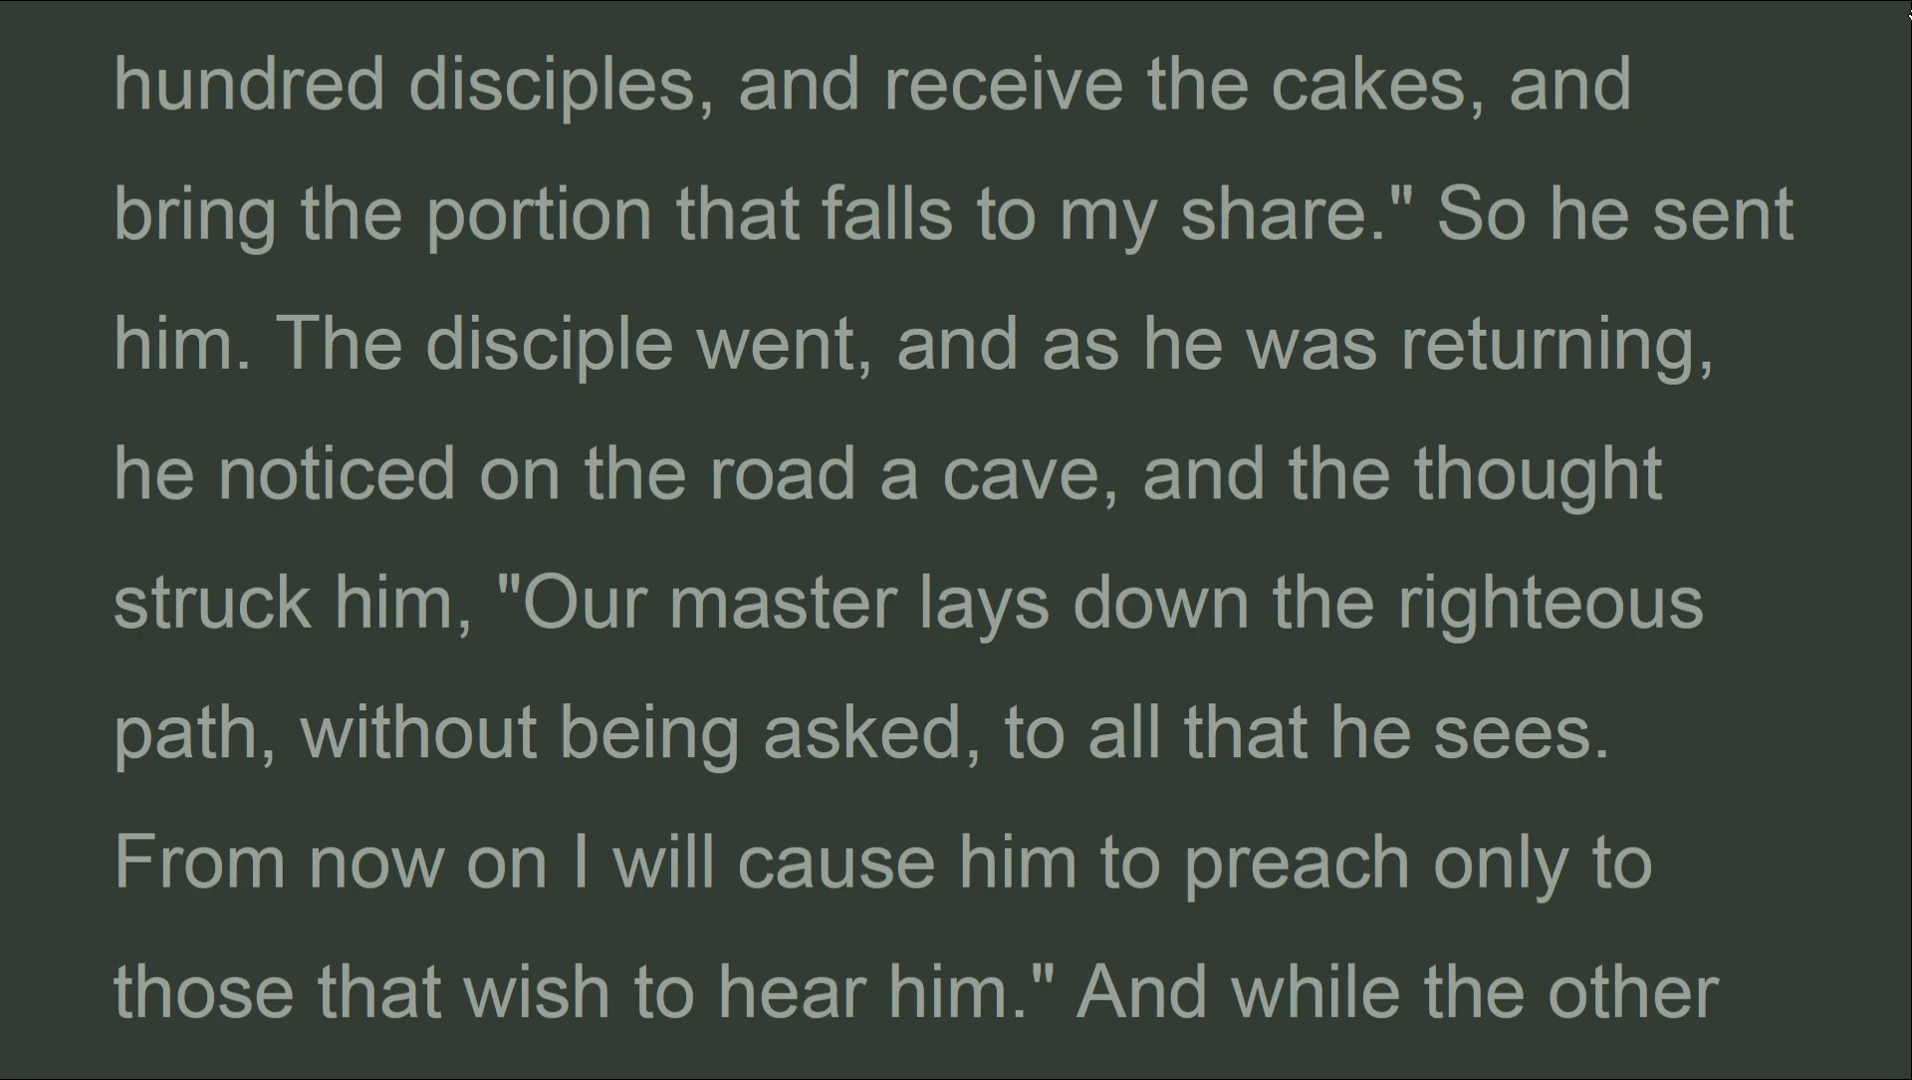 hundred disciples, and receive the cakes, and
bring the portion that falls to my share." So he sent
him. The disciple went, and as he was returning,
he noticed on the road a cave, and the thought
struck him, "Our master lays down the righteous
path, without being asked, to all that he sees.
From now on I will cause him to preach only to
those that wish to hear him." And while the other